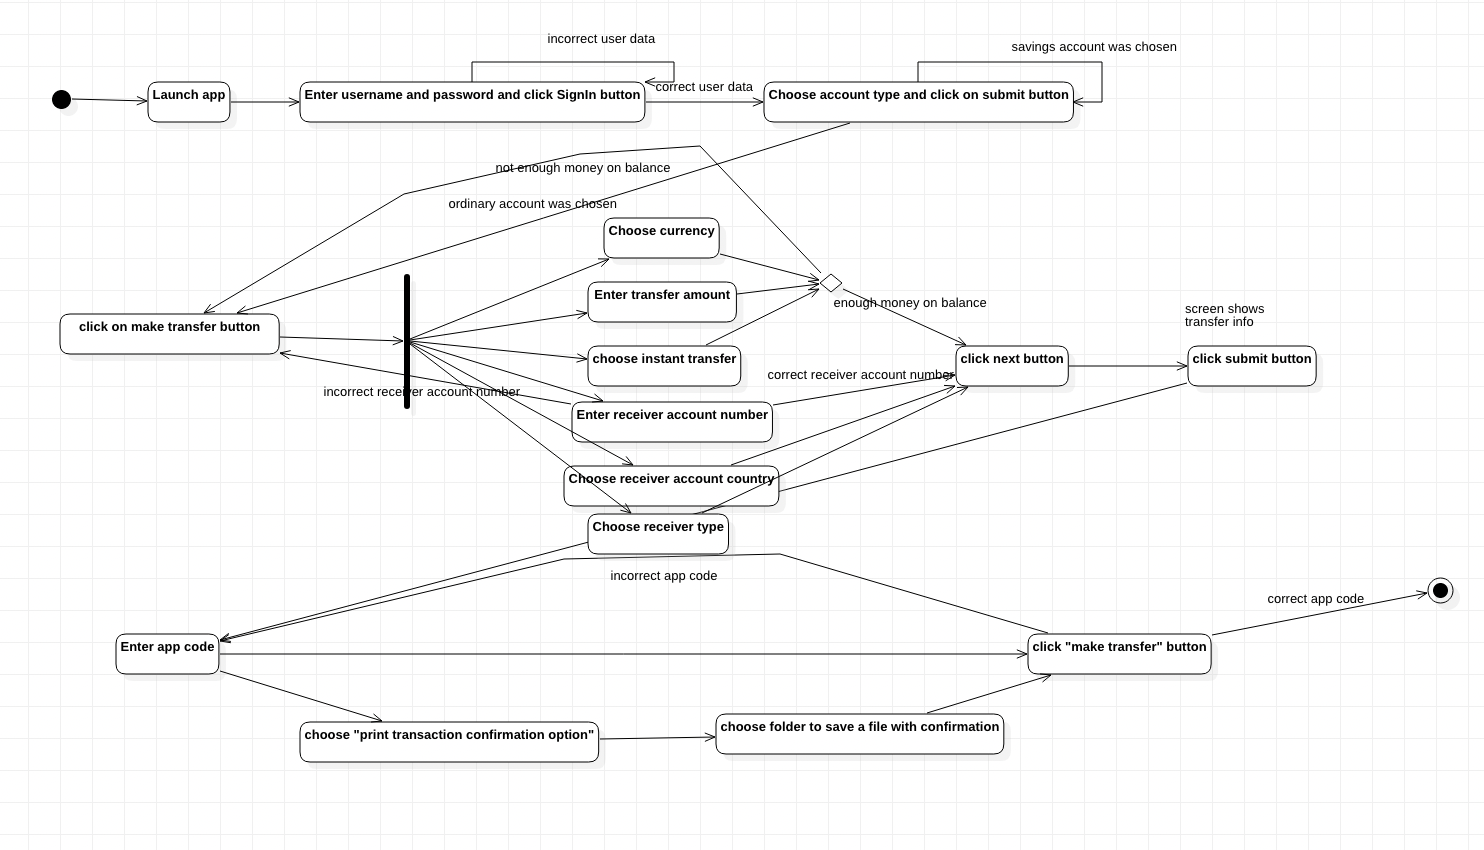 incorrect user data
savings account was chosen
Launch app
Enter username and password and click SignIn button
correct user data
Choose account type and click on submit button
not enough money on balance
ordinary account was chosen
Choose currency
Enter transfer amount
enough money on balance
screen shows
transfer info
click on make transfer button
choose instant transfer
click next button
click submit button
correct receiver account number
incorrect receiver account number
Enter receiver account number
Choose receiver account country
Choose receiver type
incorrect app code
correct app code
Enter app code
click "make transfer" button
choose "print transaction confirmation option"
choose folder to save a file with confirmation